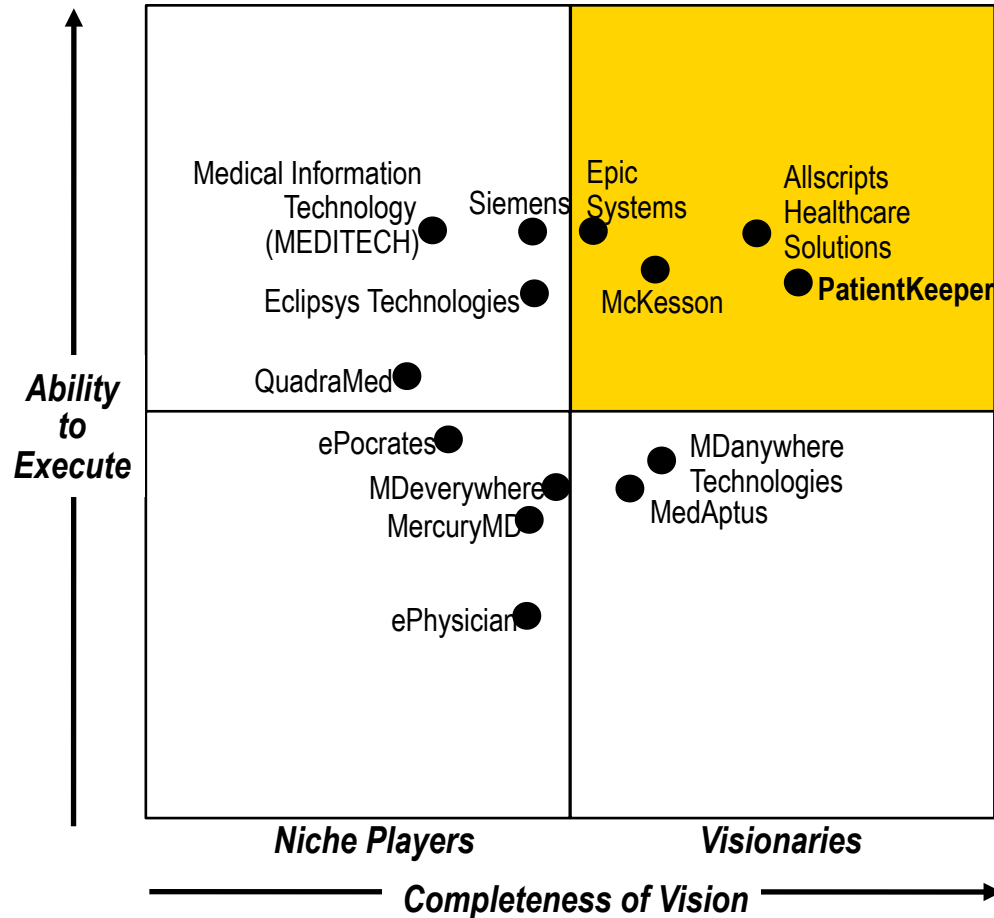 Medical Information
Technology
(MEDITECH)
Siemens
Epic
Systems
Allscripts
Healthcare
Solutions
PatientKeeper
McKesson
Eclipsys Technologies
QuadraMed
Ability
to
Execute
ePocrates
MDeverywhere
MercuryMD
MDanywhere
Technologies
MedAptus
ePhysician
Niche Players
Visionaries
Completeness of Vision